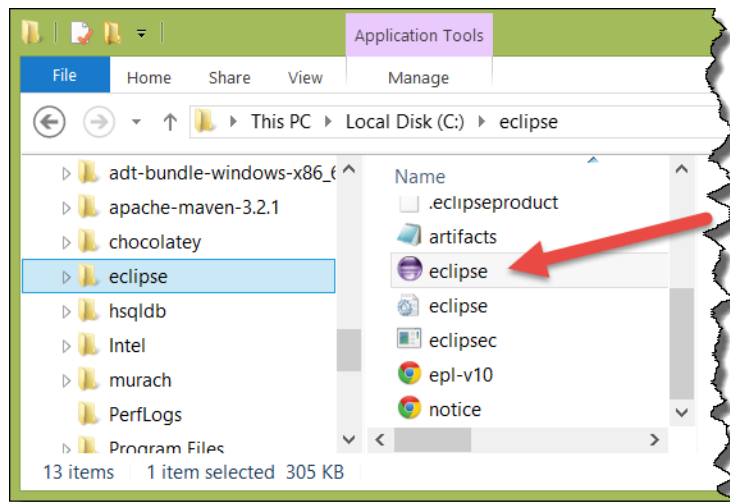 Application Tools
File Home Share View Manage
This PC Local Disk (C:) eclipse
adt-bundle-windows-x86_6
apache-maven-3.2.1
chocolatey
eclipse
hsqldb
Intel
murach
PerfLogs
Program Files
Name
.eclipseproduct
artifacts
eclipse
eclipse
eclipsec
epl-v10
notice
13 items 1 item selected 305 KB